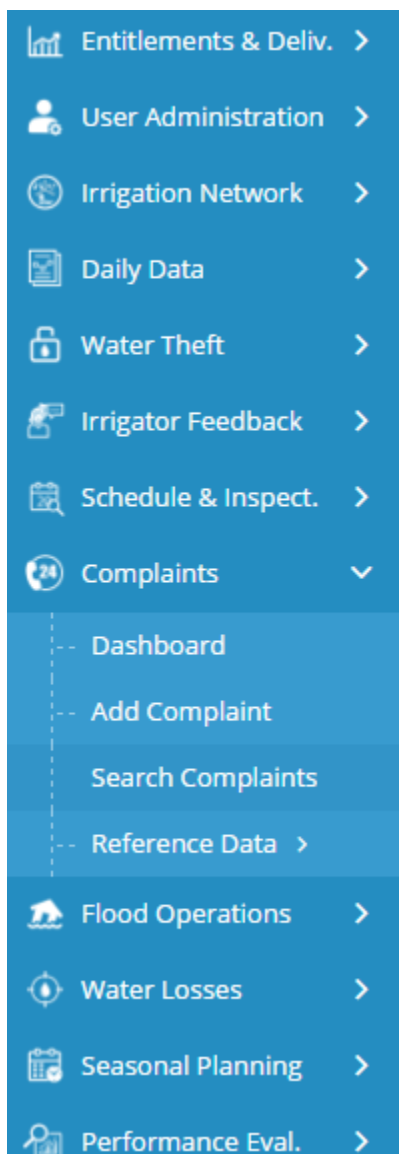 Entitlements & Deliv.
User Administration
Irrigation Network
Daily Data
Water Theft
Irrigator Feedback
Schedule & Inspect.
24 Complaints
Dashboard
Add Complaint
Search Complaints
Reference Data
Flood Operations
Water Losses
Seasonal Planning
Performance Eval.